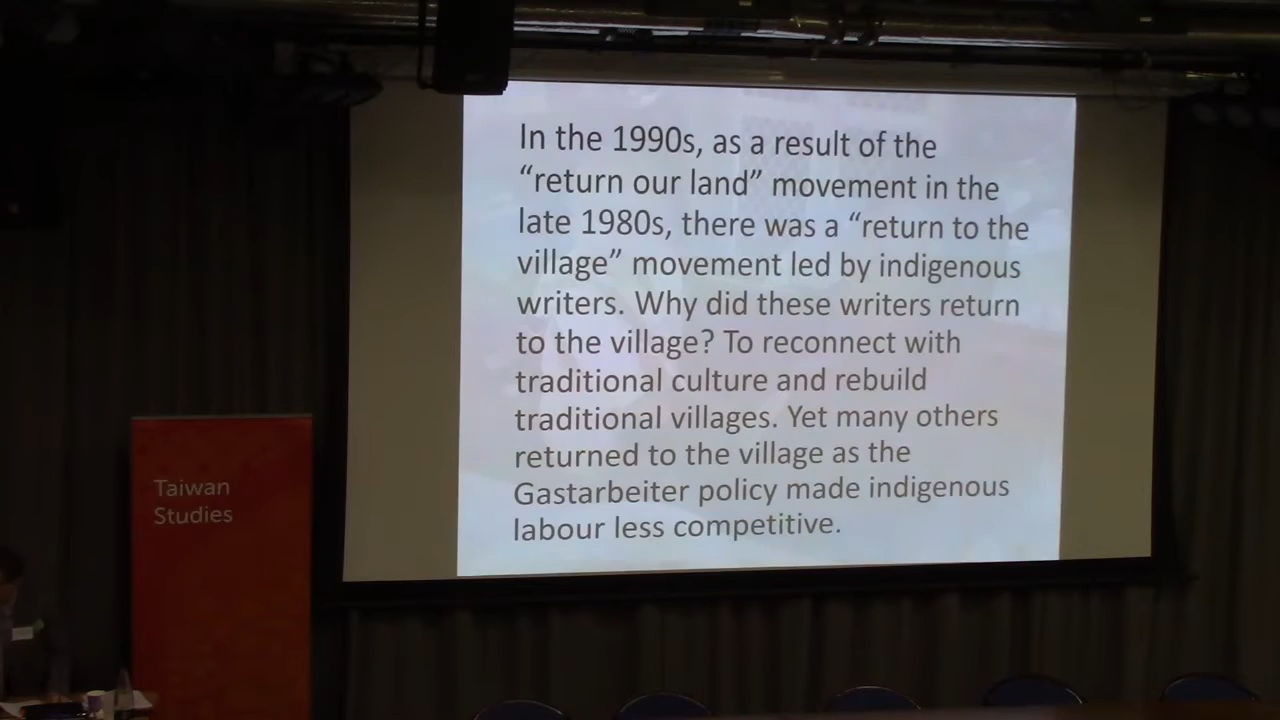 In the 1990s, as a result of the
“return our land” movement in the
late 1980s, there was a “return to the
village” movement led by indigenous
writers. Why did these writers return
to the village? To reconnect with
traditional culture and rebuild
traditional villages. Yet many others
returned to the village as the
Gastarbeiter policy made indigenous
labour less competitive.
Taiwan
Studies